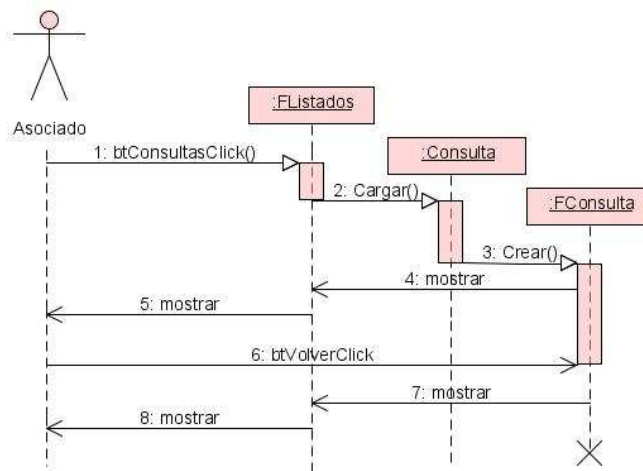 :FListados
Asociado
1: btConsultasClick()
:Consulta
2: Cargar()
:FConsulta
3: Crear()
4: mostrar
5: mostrar
6: btVolverClick
7: mostrar
8: mostrar